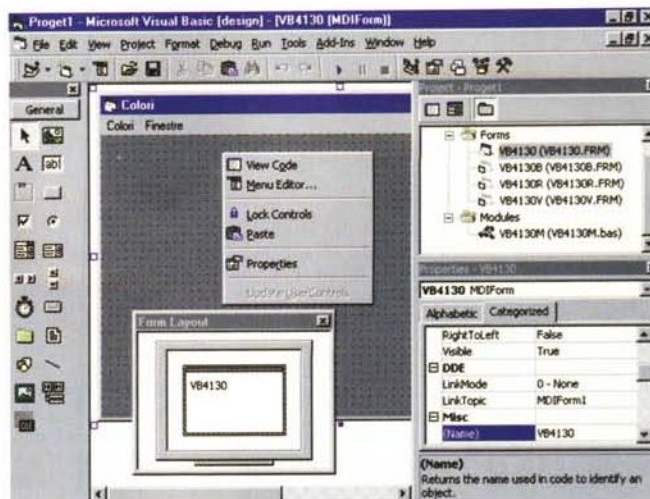 Proget1 - Microsoft Visual Basic [design] - [VB4130 (MDIForm)]
File Edit View Project Format Debug Run Tools Add-Ins Window Help
General
A
ab|
Colori
Colori Finestre
View Code
Menu Editor...
Lock Controls
Paste
Properties
Update UserControls
Form Layout
VB4130
Project - Proget1
Forms
VB4130 (VB4130.FRM)
VB4130B (VB4130B.FRM)
VB4130R (VB4130R.FRM)
VB4130V (VB4130V.FRM)
Modules
VB4130M (VB4130M.bas)
Properties - VB4130
VB4130 MDIForm
Alphabetic Categorized
RightToLeft False
Visible True
DDE
LinkMode 0 - None
LinkTopic MDIForm1
Misc
(Name) VB4130
(Name)
Returns the name used in code to identify an
object.